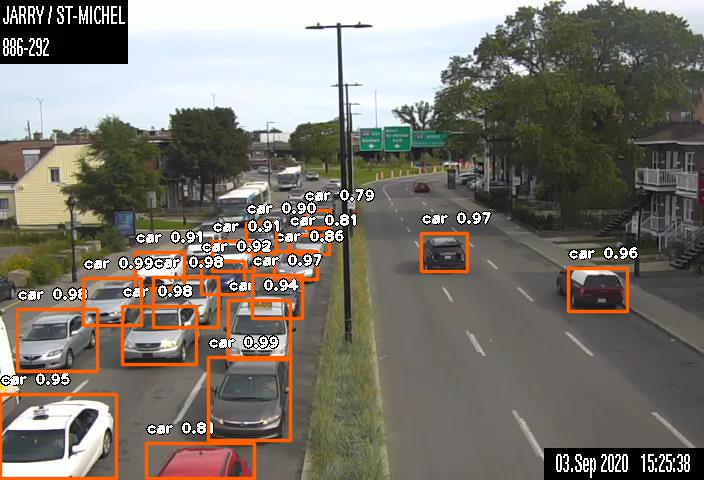 JARRY / ST-MICHEL
886-292
car 0.79
car 0.90
car 0.81
car 0.97
car 0.91
car 0.86
car 0.91
car 0.92
car 0.96
car 0.99
car 0.98
car 0.97
car 0.98
car 0.98
car 0.94
car 0.99
car 0.95
car 0.81
03.Sep 2020 15:25:38